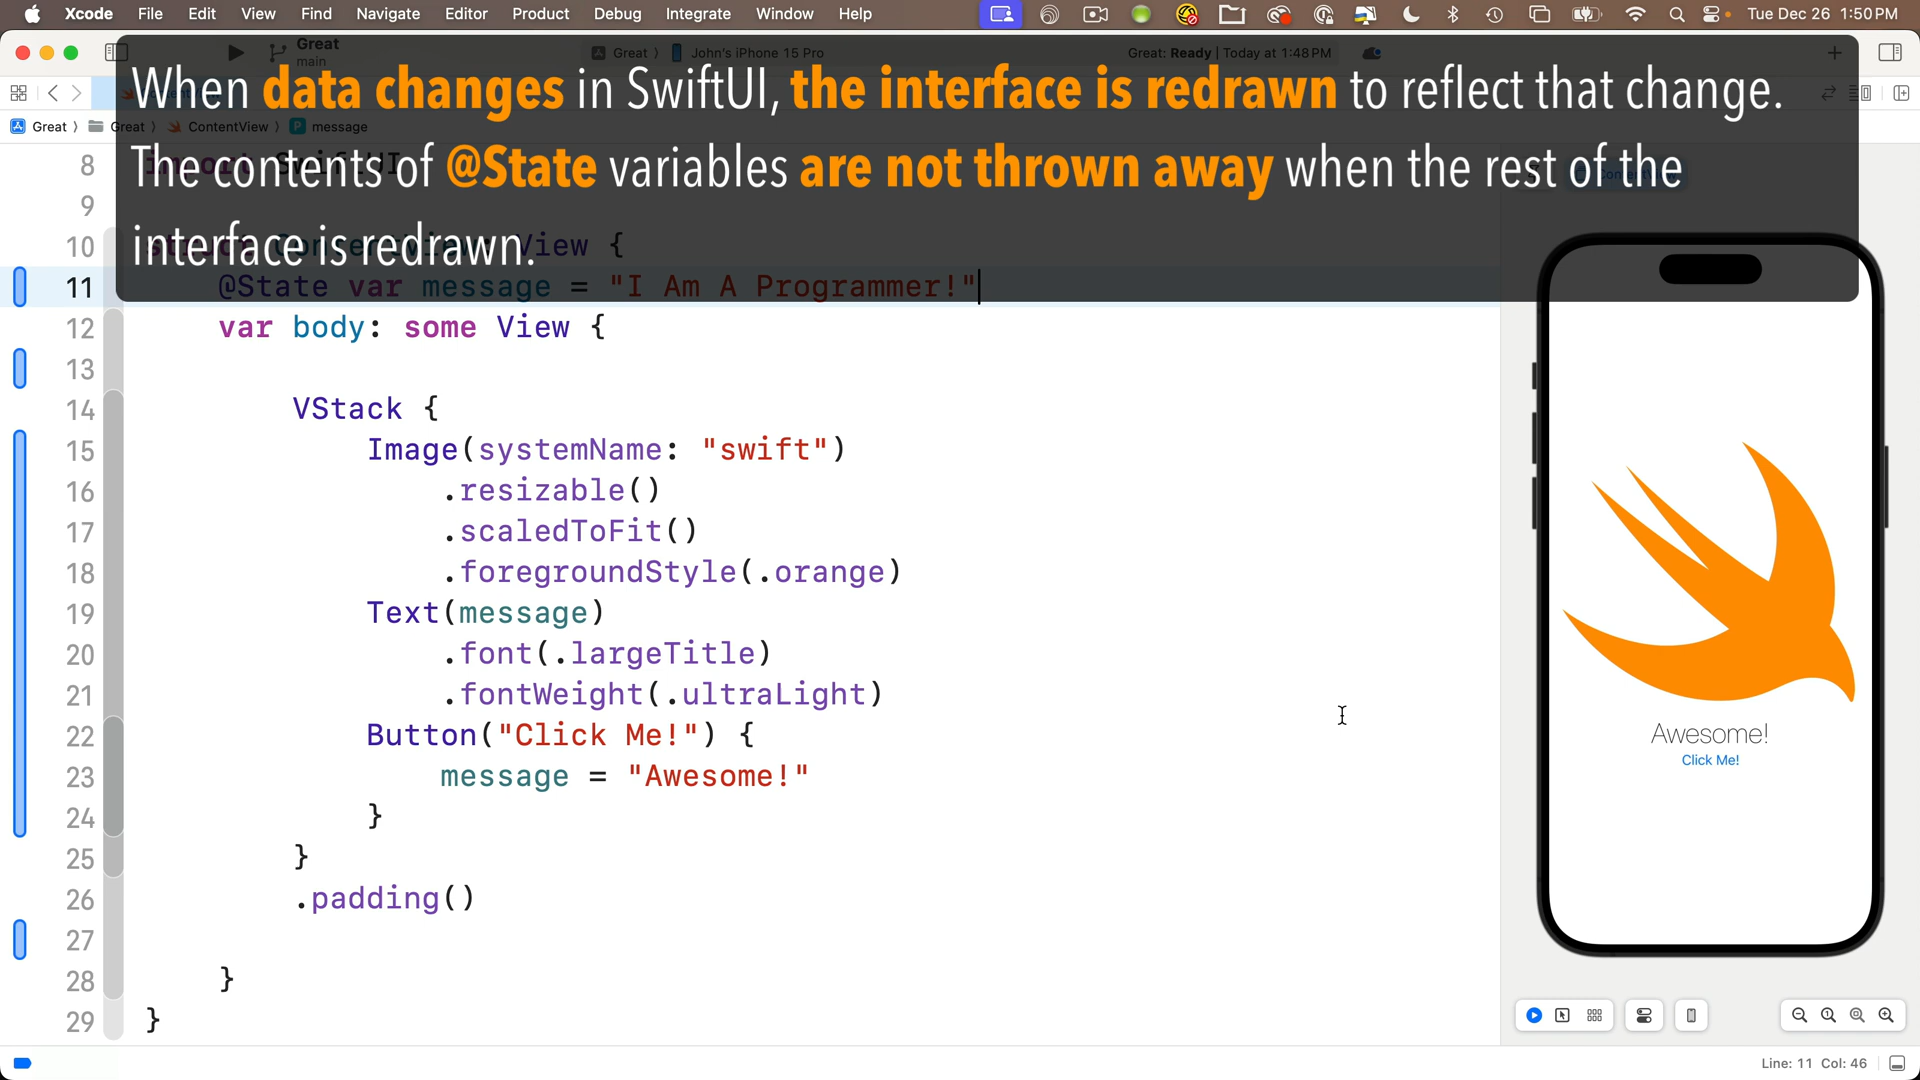 Xcode File Edit View Find Navigate Editor Product Debug Integrate Window Help Tue Dec 26 1:50 PM
Great
main
Great John's iPhone 15 Pro
Great: Ready | Today at 1:48 PM
When data changes in SwiftUI, the interface is redrawn to reflect that change.
The contents of @State variables are not thrown away when the rest of the
interface is redrawn.
Great Great ContentView message
8 import SwiftUI
9
10 struct ContentView: View {
11 @State var message = "I Am A Programmer!"
12 var body: some View {
13
14 VStack {
15 Image(systemName: "swift")
16 .resizable()
17 .scaledToFit()
18 .foregroundStyle(.orange)
19 Text(message)
20 .font(.largeTitle)
21 .fontWeight(.ultraLight)
22 Button("Click Me!") {
23 message = "Awesome!"
24 }
25 }
26 .padding()
27
28 }
29 }
Awesome!
Click Me!
Line: 11 Col: 46